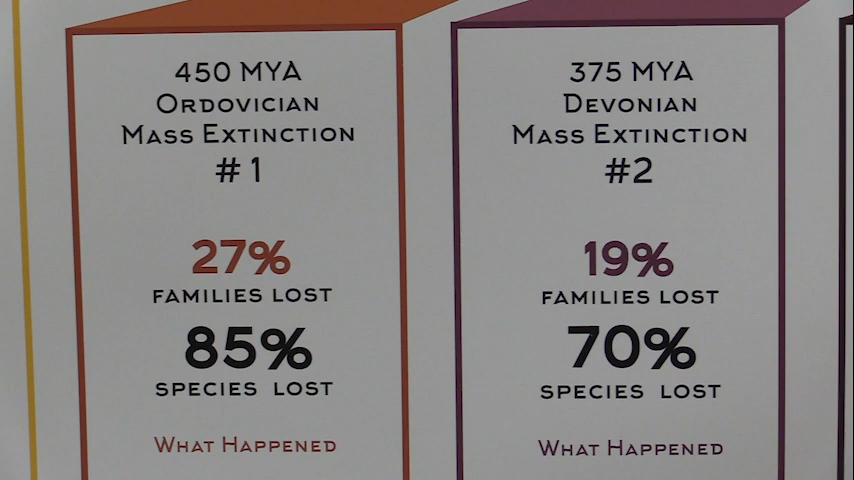 450 MYA
Ordovician
Mass Extinction
#1
27%
FAMILIES LOST
85%
SPECIES LOST
What Happened
375 MYA
Devonian
Mass Extinction
#2
19%
FAMILIES LOST
70%
SPECIES LOST
What Happened